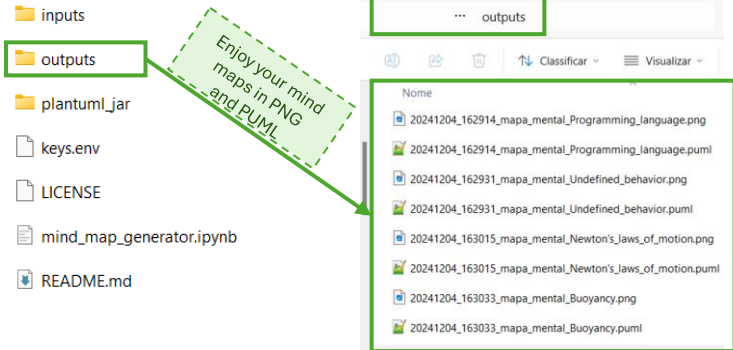 inputs
outputs
plantuml_jar
keys.env
LICENSE
mind_map_generator.ipynb
README.md
Enjoy your mind
maps in PNG
and PUML
... outputs
Classificar
Visualizar
Nome
20241204_162914_mapa_mental_Programming_language.png
20241204_162914_mapa_mental_Programming_language.puml
20241204_162931_mapa_mental_Undefined_behavior.png
20241204_162931_mapa_mental_Undefined_behavior.puml
20241204_163015_mapa_mental_Newton's_laws_of_motion.png
20241204_163015_mapa_mental_Newton's_laws_of_motion.puml
20241204_163033_mapa_mental_Buoyancy.png
20241204_163033_mapa_mental_Buoyancy.puml